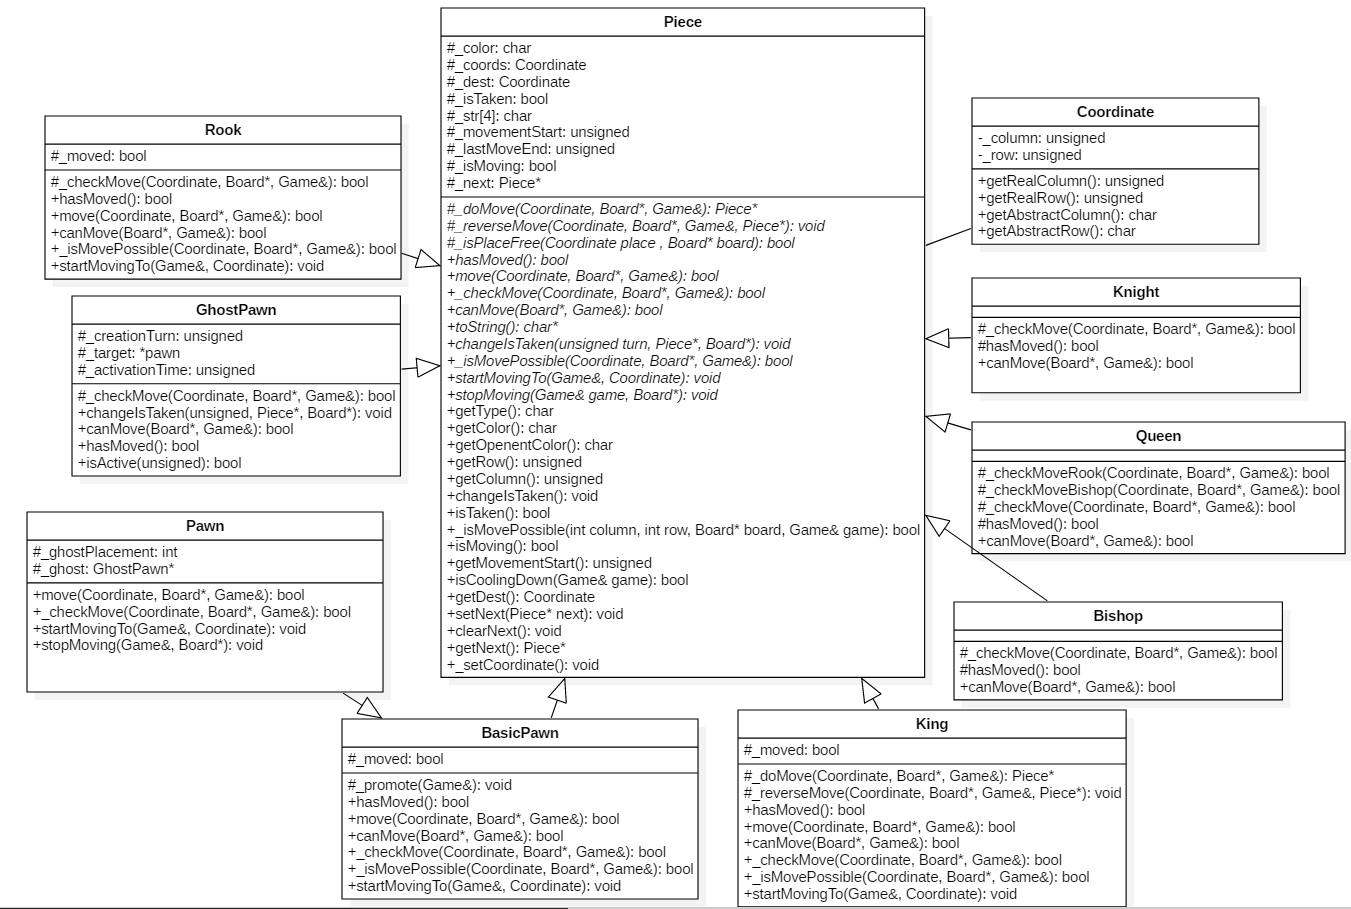 Piece
#_color: char
#_coords: Coordinate
#_dest: Coordinate
#_isTaken: bool
#_str[4]: char
#_movementStart: unsigned
#_lastMoveEnd: unsigned
#_isMoving: bool
#_next: Piece*
#_doMove(Coordinate, Board*, Game&): Piece*
#_reverseMove(Coordinate, Board*, Game&, Piece*): void
#_isPlaceFree(Coordinate place , Board* board): bool
+hasMoved(): bool
+move(Coordinate, Board*, Game&): bool
+_checkMove(Coordinate, Board*, Game&): bool
+canMove(Board*, Game&): bool
+toString(): char*
+changeIsTaken(unsigned turn, Piece*, Board*): void
+_isMovePossible(Coordinate, Board*, Game&): bool
+startMovingTo(Game&, Coordinate): void
+stopMoving(Game& game, Board*): void
+getType(): char
+getColor(): char
+getOpenentColor(): char
+getRow(): unsigned
+getColumn(): unsigned
+changeIsTaken(): void
+isTaken(): bool
+_isMovePossible(int column, int row, Board* board, Game& game): bool
+isMoving(): bool
+getMovementStart(): unsigned
+isCoolingDown(Game& game): bool
+getDest(): Coordinate
+setNext(Piece* next): void
+clearNext(): void
+getNext(): Piece*
+_setCoordinate(): void
Rook
#_moved: bool
#_checkMove(Coordinate, Board*, Game&): bool
+hasMoved(): bool
+move(Coordinate, Board*, Game&): bool
+canMove(Board*, Game&): bool
+_isMovePossible(Coordinate, Board*, Game&): bool
+startMovingTo(Game&, Coordinate): void
GhostPawn
#_creationTurn: unsigned
#_target: *pawn
#_activationTime: unsigned
#_checkMove(Coordinate, Board*, Game&): bool
+changeIsTaken(unsigned, Piece*, Board*): void
+canMove(Board*, Game&): bool
+hasMoved(): bool
+isActive(unsigned): bool
Pawn
#_ghostPlacement: int
#_ghost: GhostPawn*
+move(Coordinate, Board*, Game&): bool
+_checkMove(Coordinate, Board*, Game&): bool
+startMovingTo(Game&, Coordinate): void
+stopMoving(Game&, Board*): void
BasicPawn
#_moved: bool
#_promote(Game&): void
+hasMoved(): bool
+move(Coordinate, Board*, Game&): bool
+canMove(Board*, Game&): bool
+_checkMove(Coordinate, Board*, Game&): bool
+_isMovePossible(Coordinate, Board*, Game&): bool
+startMovingTo(Game&, Coordinate): void
Coordinate
-_column: unsigned
-_row: unsigned
+getRealColumn(): unsigned
+getRealRow(): unsigned
+getAbstractColumn(): char
+getAbstractRow(): char
Knight
#_checkMove(Coordinate, Board*, Game&): bool
#hasMoved(): bool
+canMove(Board*, Game&): bool
Queen
#_checkMoveRook(Coordinate, Board*, Game&): bool
#_checkMoveBishop(Coordinate, Board*, Game&): bool
#_checkMove(Coordinate, Board*, Game&): bool
#hasMoved(): bool
+canMove(Board*, Game&): bool
Bishop
#_checkMove(Coordinate, Board*, Game&): bool
#hasMoved(): bool
+canMove(Board*, Game&): bool
King
#_moved: bool
#_doMove(Coordinate, Board*, Game&): Piece*
#_reverseMove(Coordinate, Board*, Game&, Piece*): void
+hasMoved(): bool
+move(Coordinate, Board*, Game&): bool
+canMove(Board*, Game&): bool
+_checkMove(Coordinate, Board*, Game&): bool
+_isMovePossible(Coordinate, Board*, Game&): bool
+startMovingTo(Game&, Coordinate): void